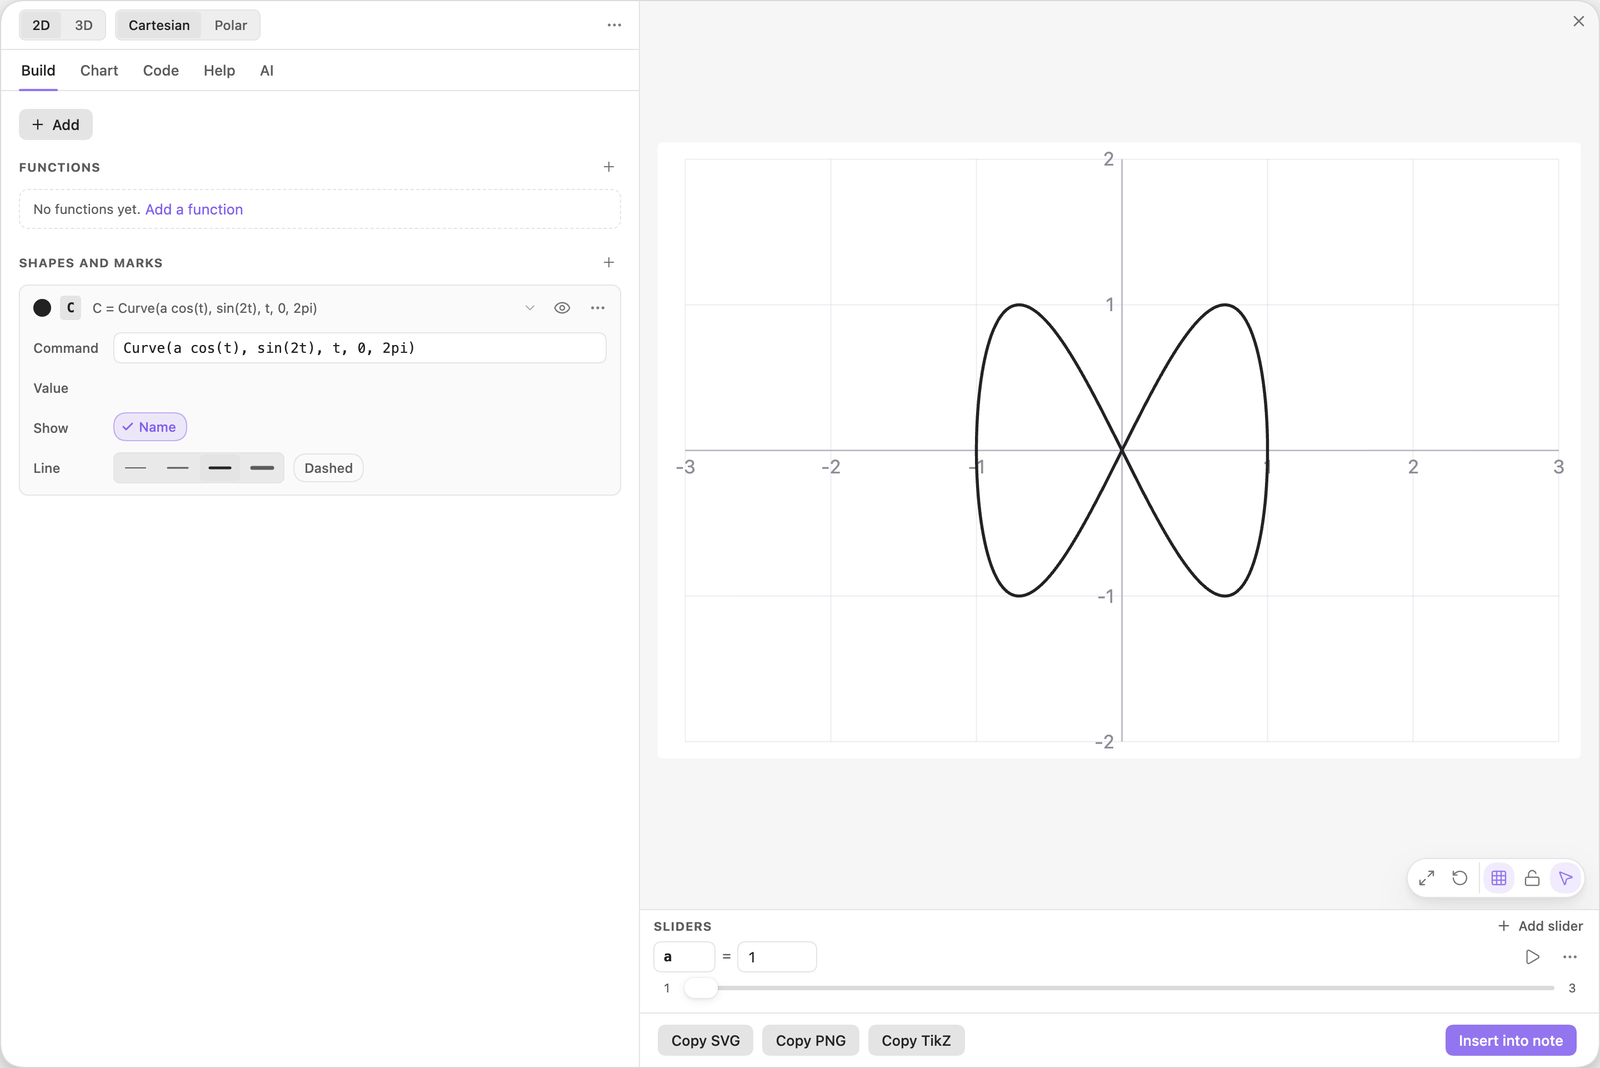 2D 3D Cartesian Polar
Build Chart Code Help AI
+ Add
FUNCTIONS
No functions yet. Add a function
SHAPES AND MARKS
C C = Curve(a cos(t), sin(2t), t, 0, 2pi)
Command Curve(a cos(t), sin(2t), t, 0, 2pi)
Value
Show Name
Line Dashed
2
1
-3 -2 -1 1 2 3
-1
-2
SLIDERS + Add slider
a = 1
1 3
Copy SVG Copy PNG Copy TikZ Insert into note